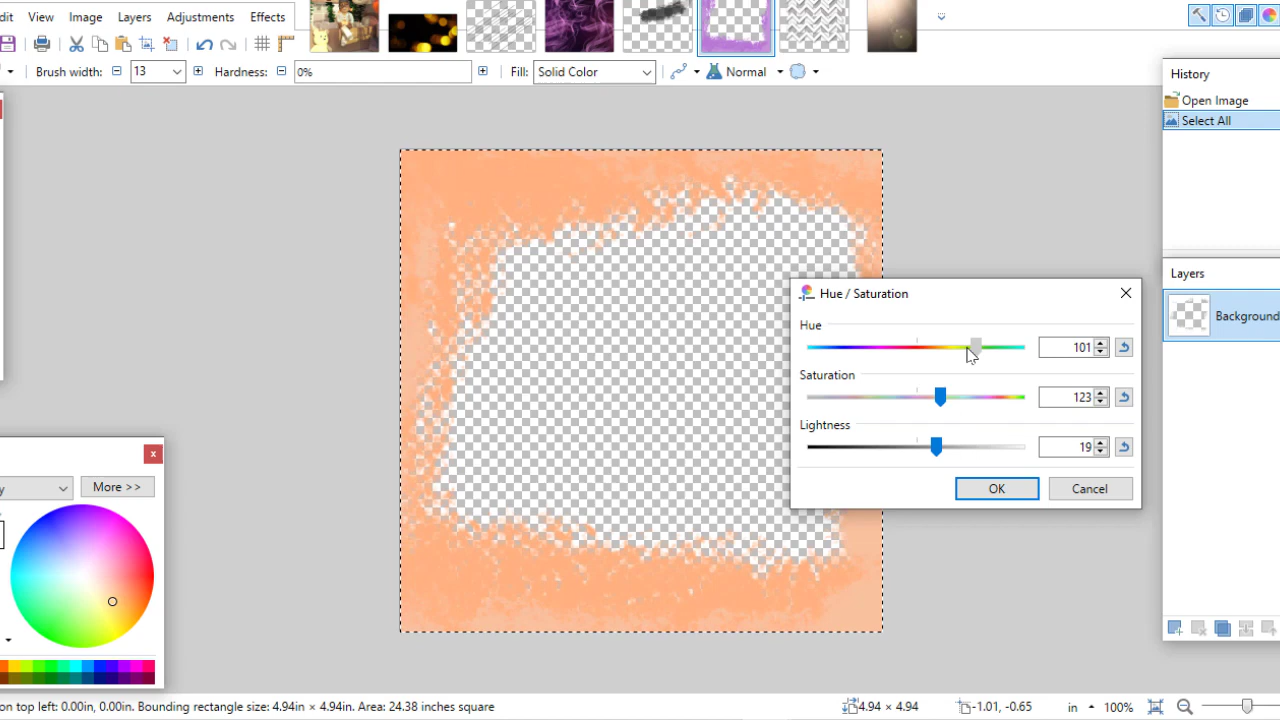 View Image Layers Adjustments Effects
Brush width: 13 Hardness: 0% Fill: Solid Color Normal
History
Open Image
Select All
Hue / Saturation
Hue
101
Saturation
123
Lightness
19
OK Cancel
Layers
Background
More >>
on top left: 0.00in, 0.00in. Bounding rectangle size: 4.94in × 4.94in. Area: 24.38 inches square
4.94 × 4.94 -1.01, -0.65 in 100%